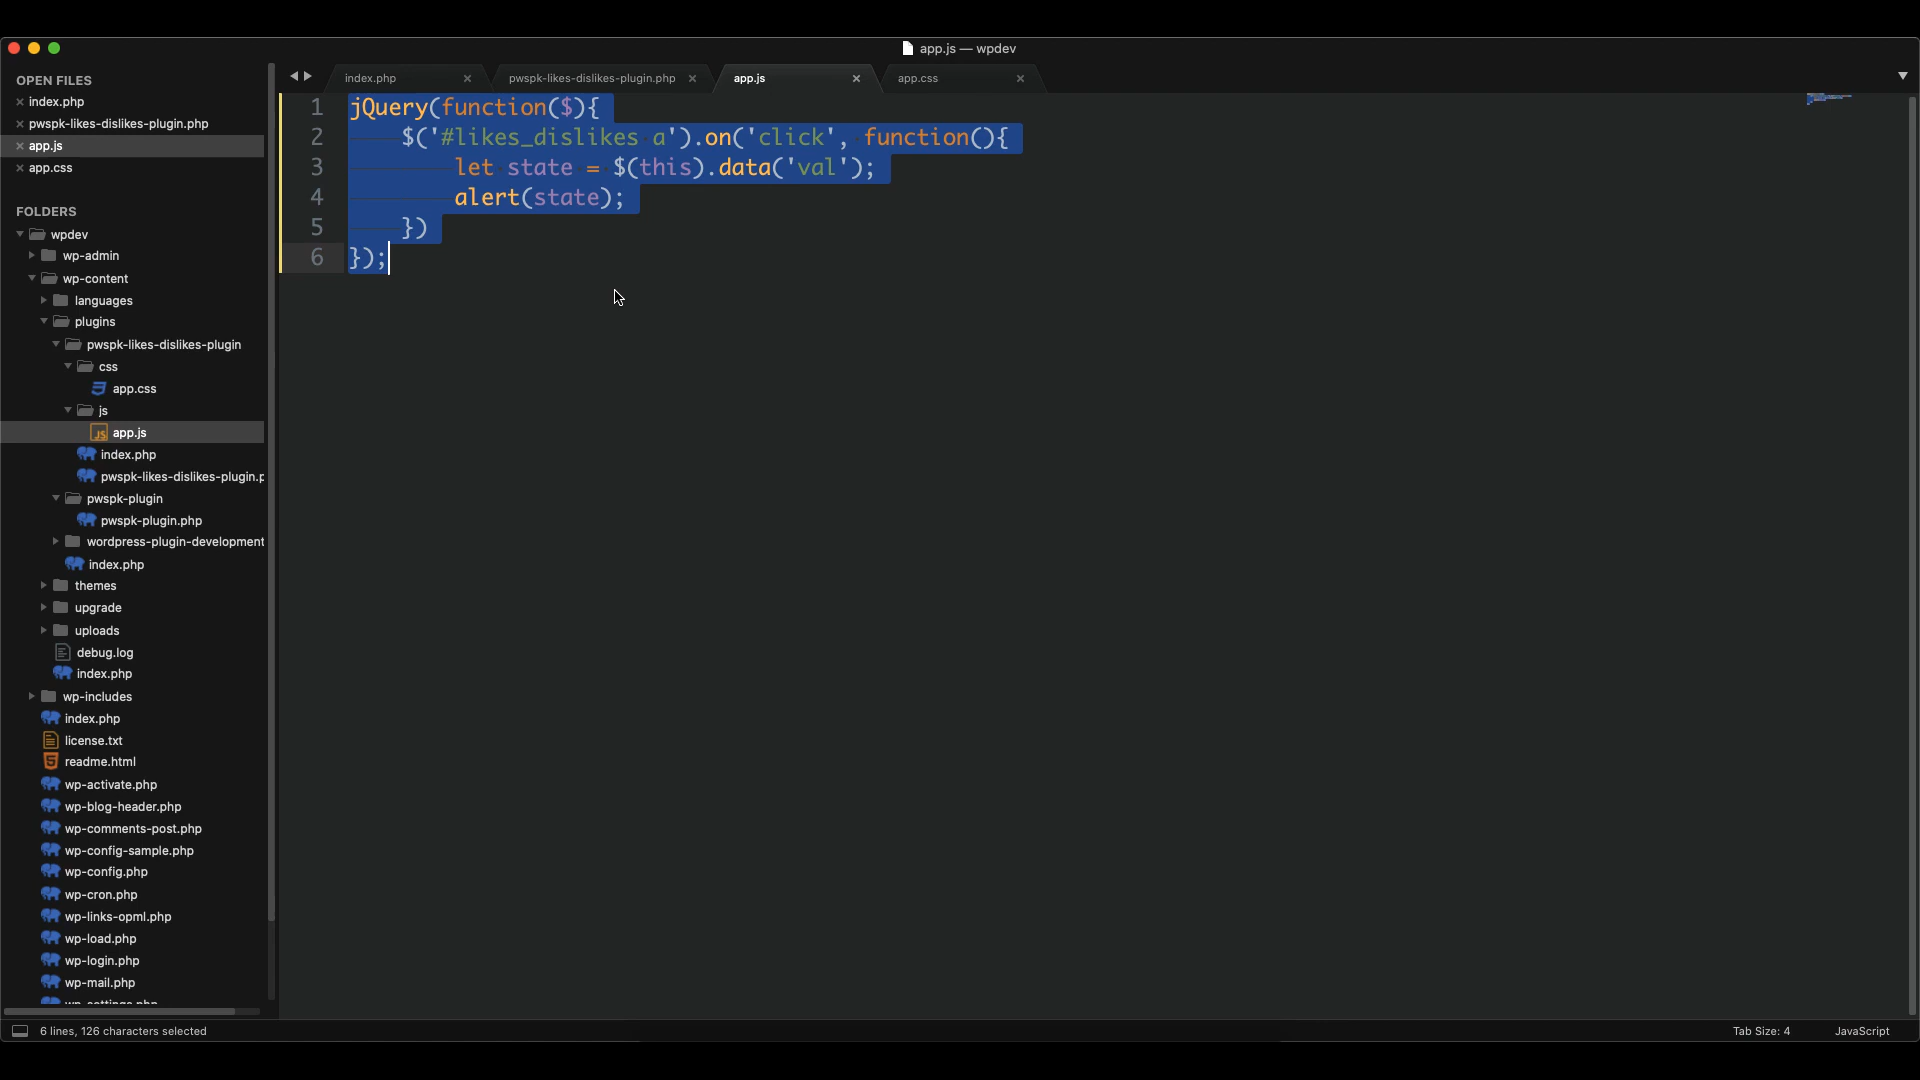 app.js — wpdev
OPEN FILES
index.php
pwspk-likes-dislikes-plugin.php
app.js
app.css
FOLDERS
wpdev
wp-admin
wp-content
languages
plugins
pwspk-likes-dislikes-plugin
css
app.css
js
app.js
index.php
pwspk-likes-dislikes-plugin.p
pwspk-plugin
pwspk-plugin.php
wordpress-plugin-development
index.php
themes
upgrade
uploads
debug.log
index.php
wp-includes
index.php
license.txt
readme.html
wp-activate.php
wp-blog-header.php
wp-comments-post.php
wp-config-sample.php
wp-config.php
wp-cron.php
wp-links-opml.php
wp-load.php
wp-login.php
wp-mail.php
index.php pwspk-likes-dislikes-plugin.php app.js app.css
1 jQuery(function($){
2 $('#likes_dislikes a').on('click', function(){
3 let state = $(this).data('val');
4 alert(state);
5 })
6 });
6 lines, 126 characters selected
Tab Size: 4 JavaScript